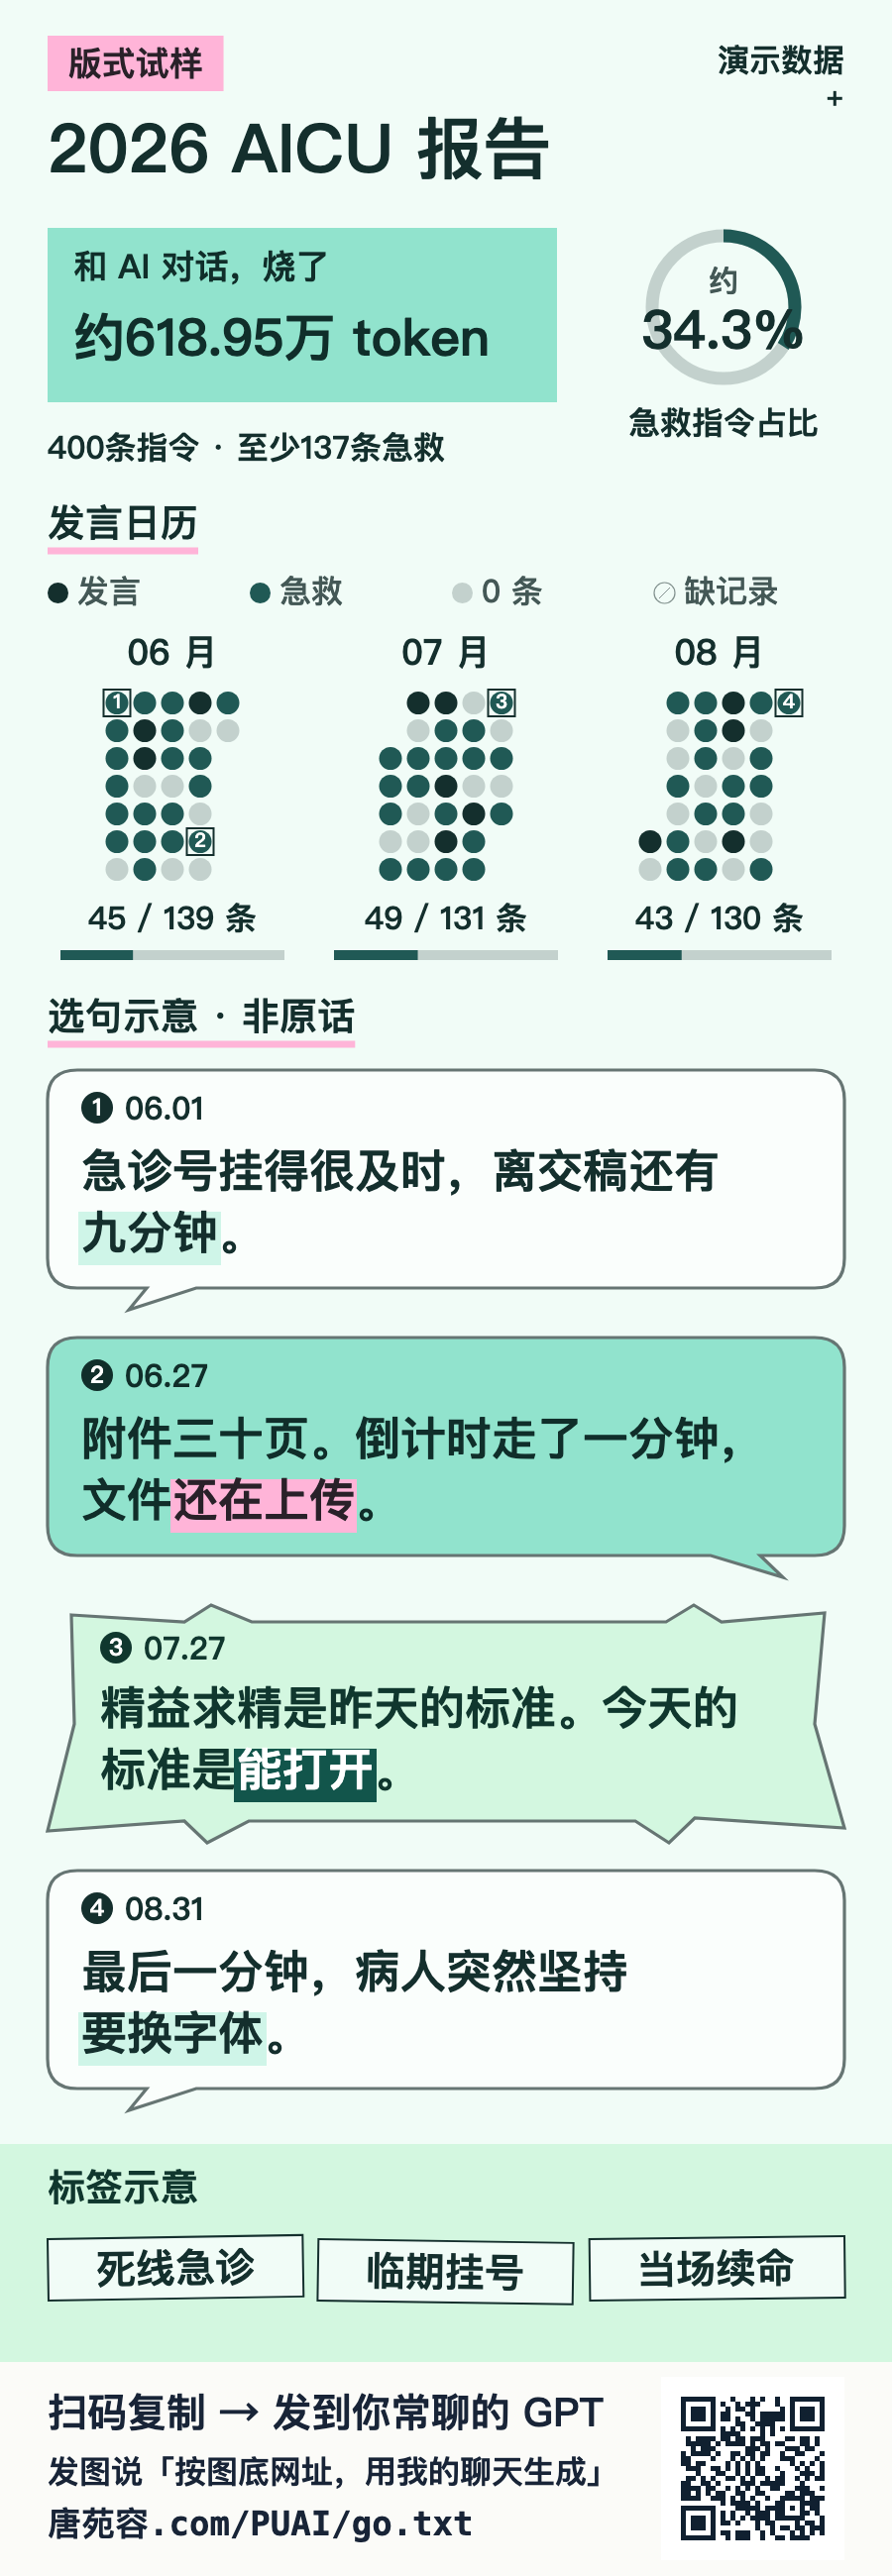 版式试样
演示数据
+
2026 AICU 报告
和 AI 对话，烧了
约618.95万 token
约
34.3%
急救指令占比
400条指令 · 至少137条急救
发言日历
发言
急救
0 条
缺记录
06 月
07 月
08 月
1
3
4
2
45 / 139 条
49 / 131 条
43 / 130 条
选句示意 · 非原话
1 06.01
急诊号挂得很及时，离交稿还有
九分钟。
2 06.27
附件三十页。倒计时走了一分钟，
文件还在上传。
3 07.27
精益求精是昨天的标准。今天的
标准是能打开。
4 08.31
最后一分钟，病人突然坚持
要换字体。
标签示意
死线急诊
临期挂号
当场续命
扫码复制 → 发到你常聊的 GPT
发图说「按图底网址，用我的聊天生成」
唐苑容.com/PUAI/go.txt